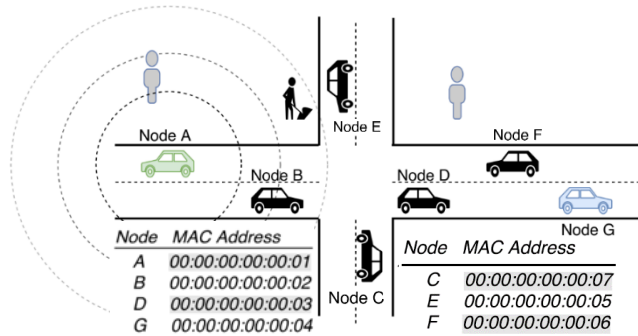 Node A
Node B
Node E
Node D
Node F
Node G
Node C
Node MAC Address
A 00:00:00:00:00:01
B 00:00:00:00:00:02
D 00:00:00:00:00:03
G 00:00:00:00:00:04
Node MAC Address
C 00:00:00:00:00:07
E 00:00:00:00:00:05
F 00:00:00:00:00:06